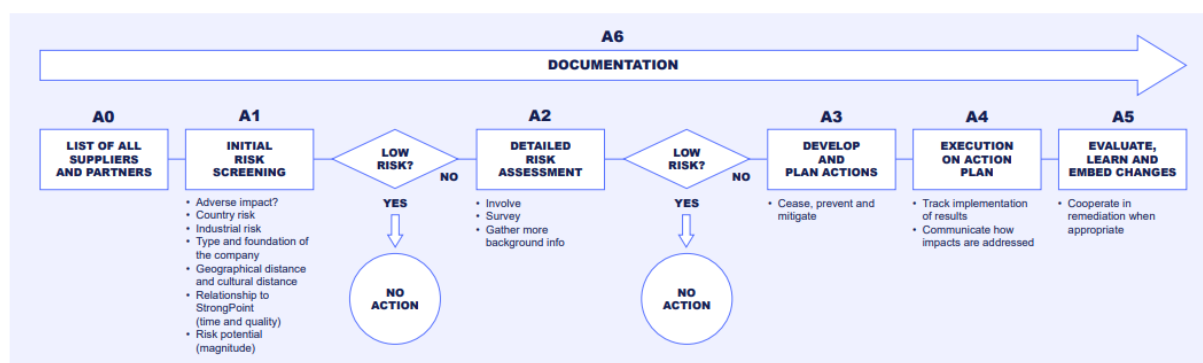 A6
DOCUMENTATION
A0
LIST OF ALL
SUPPLIERS
AND PARTNERS
A1
INITIAL
RISK
SCREENING
• Adverse impact?
• Country risk
• Industrial risk
• Type and foundation of
the company
• Geographical distance
and cultural distance
• Relationship to
StrongPoint
(time and quality)
• Risk potential
(magnitude)
LOW
RISK?
NO
YES
NO
ACTION
A2
DETAILED
RISK
ASSESSMENT
• Involve
• Survey
• Gather more
background info
LOW
RISK?
NO
YES
NO
ACTION
A3
DEVELOP
AND
PLAN ACTIONS
• Cease, prevent and
mitigate
A4
EXECUTION
ON ACTION
PLAN
• Track implementation
of results
• Communicate how
impacts are addressed
A5
EVALUATE,
LEARN AND
EMBED CHANGES
• Cooperate in
remediation when
appropriate